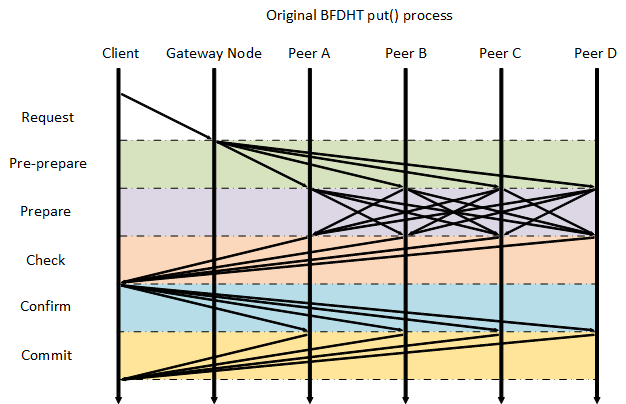 Original BFDHT put() process
Client Gateway Node Peer A Peer B Peer C Peer D
Request
Pre-prepare
Prepare
Check
Confirm
Commit